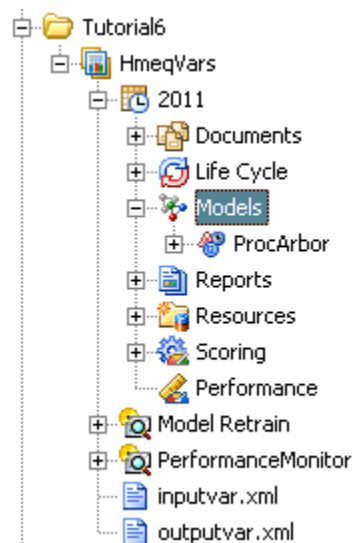 Tutorial6
HmeqVars
2011
Documents
Life Cycle
Models
ProcArbor
Reports
Resources
Scoring
Performance
Model Retrain
PerformanceMonitor
inputvar.xml
outputvar.xml